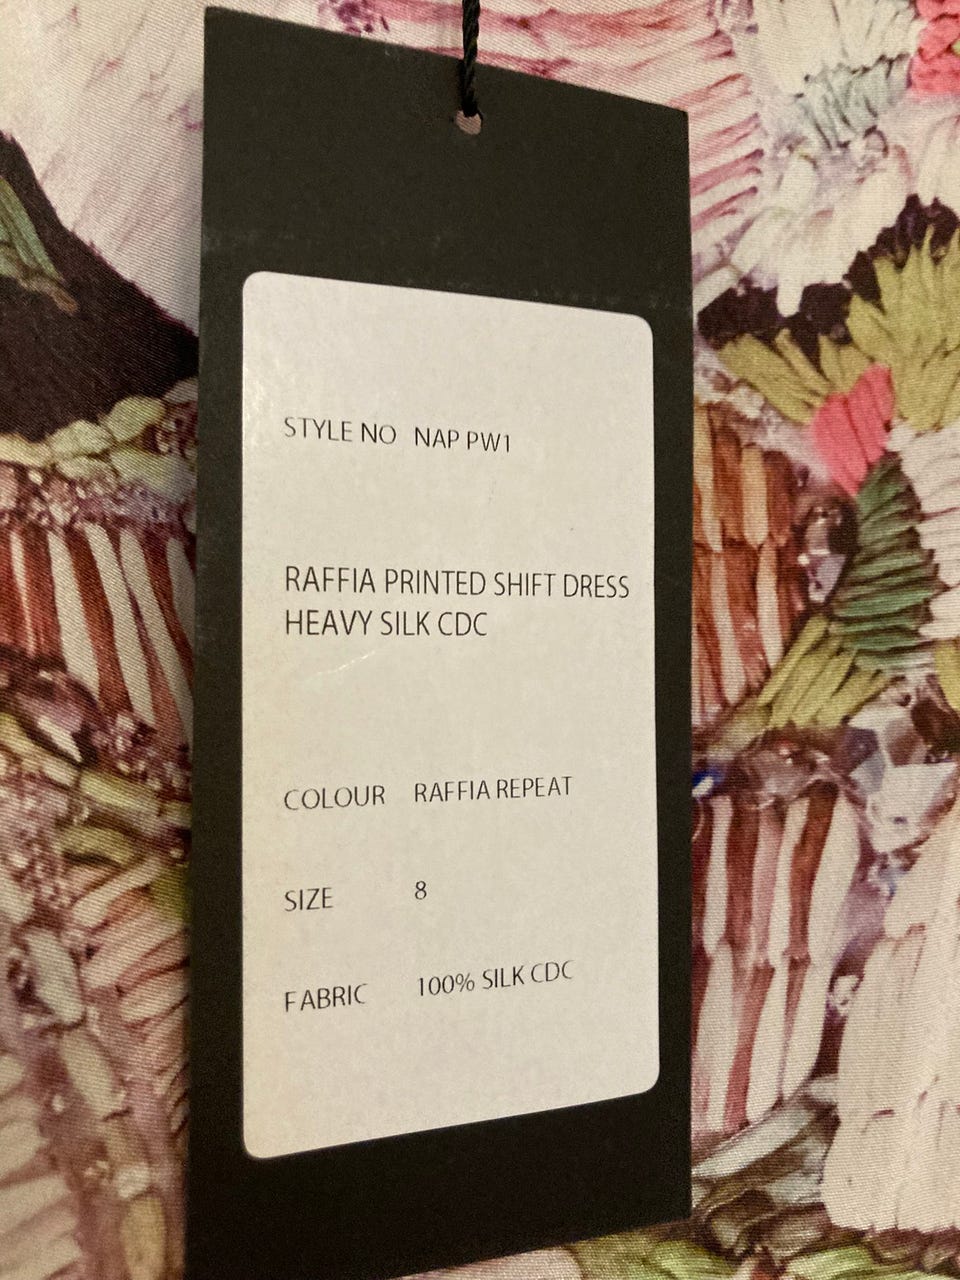 STYLE NO NAP PW1
RAFFIA PRINTED SHIFT DRESS
HEAVY SILK CDC
COLOUR RAFFIA REPEAT
SIZE 8
FABRIC 100% SILK CDC